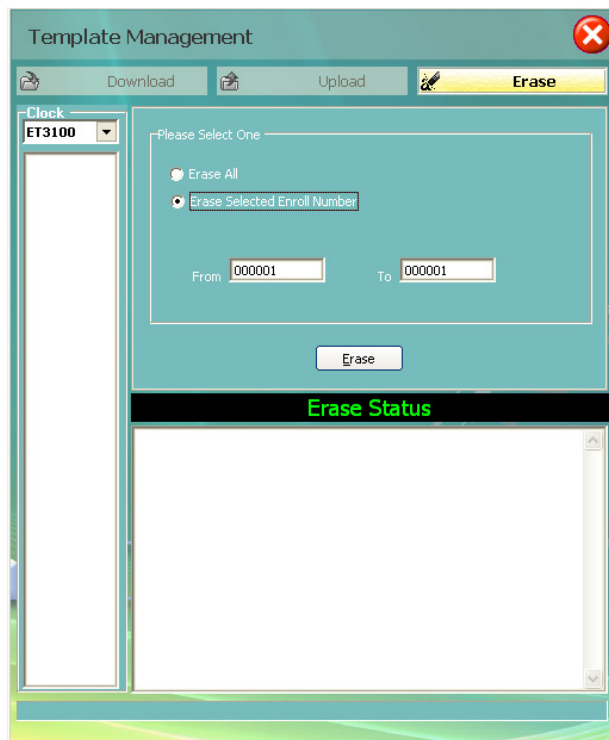 Template Management
Download Upload Erase
Clock
ET3100
Please Select One
Erase All
Erase Selected Enroll Number
From 000001 To 000001
Erase
Erase Status